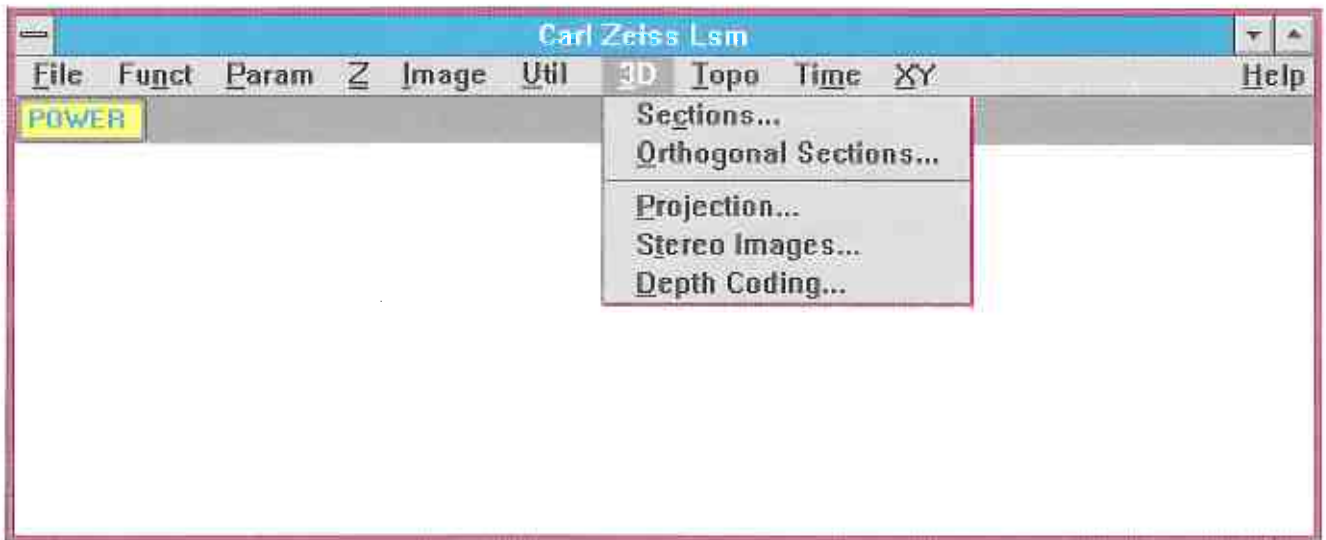 Carl Zeiss Lsm
File Funct Param Z Image Util 3D Topo Time XY Help
POWER
Sections...
Orthogonal Sections...
Projection...
Stereo Images...
Depth Coding...